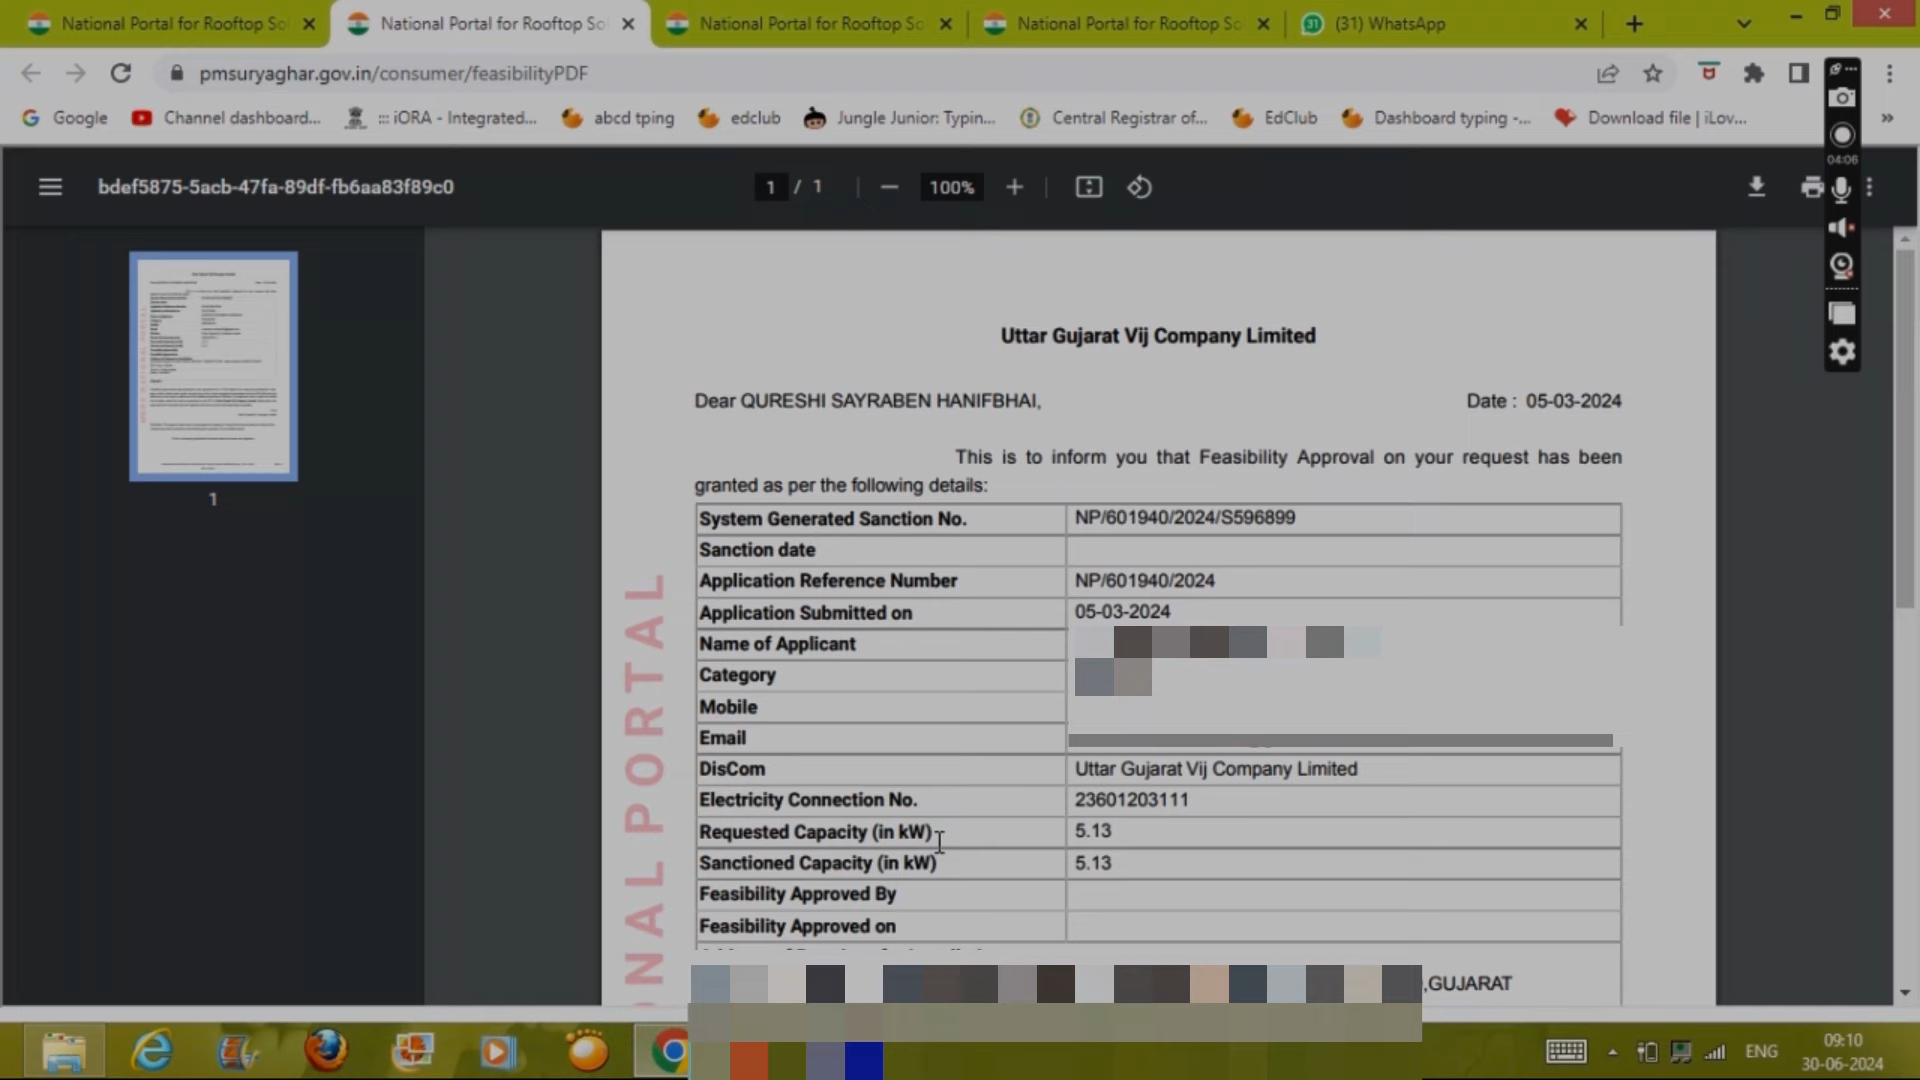 National Portal for Rooftop So
National Portal for Rooftop So
National Portal for Rooftop So
National Portal for Rooftop So
31
(31) WhatsApp
pmsuryaghar.gov.in/consumer/feasibilityPDF
Google
Channel dashboard...
::: iORA - Integrated...
abcd tping
edclub
Jungle Junior: Typin...
Central Registrar of...
EdClub
Dashboard typing -...
Download file | iLov...
»
04:06
bdef5875-5acb-47fa-89df-fb6aa83f89c0
1 / 1
100%
1
Uttar Gujarat Vij Company Limited
Dear QURESHI SAYRABEN HANIFBHAI,
Date : 05-03-2024
This is to inform you that Feasibility Approval on your request has been
granted as per the following details:
System Generated Sanction No. NP/601940/2024/S596899
Sanction date
Application Reference Number NP/601940/2024
Application Submitted on 05-03-2024
Name of Applicant
Category
Mobile
Email
DisCom Uttar Gujarat Vij Company Limited
Electricity Connection No. 23601203111
Requested Capacity (in kW) 5.13
Sanctioned Capacity (in kW) 5.13
Feasibility Approved By
Feasibility Approved on
,GUJARAT
ONAL PORTAL
ENG
09:10
30-06-2024